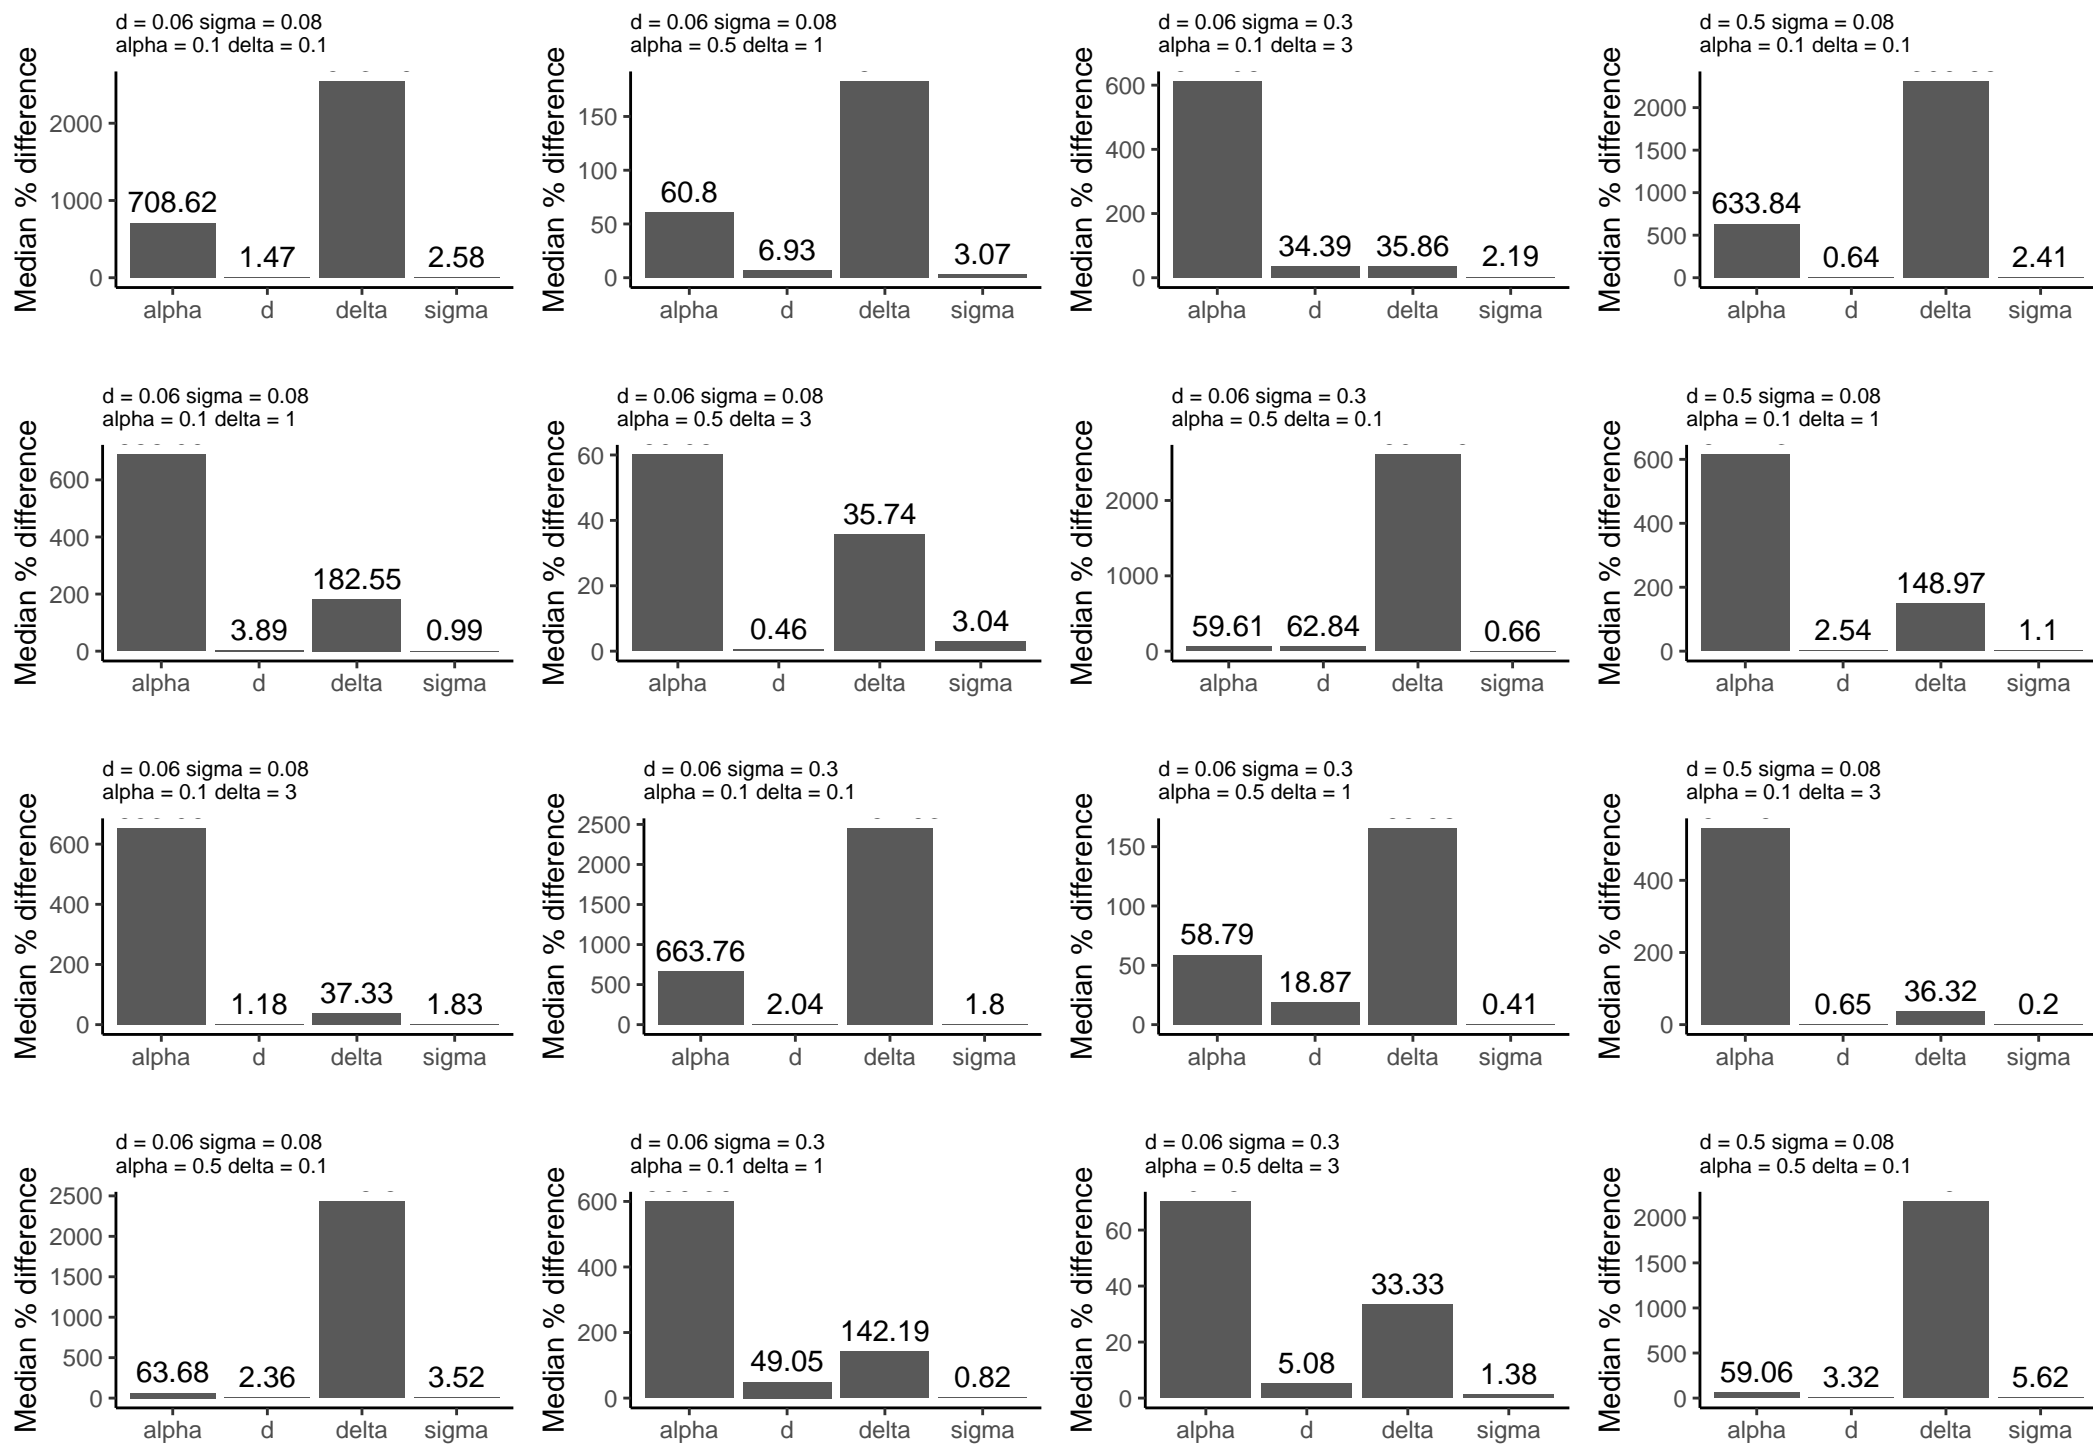 d = 0.06 sigma = 0.08
alpha = 0.1 delta = 0.1
Median % difference
2000
1000
0
708.62
1.47
2.58
alpha d delta sigma
d = 0.06 sigma = 0.08
alpha = 0.5 delta = 1
Median % difference
150
100
50
0
60.8
6.93
3.07
alpha d delta sigma
d = 0.06 sigma = 0.3
alpha = 0.1 delta = 3
Median % difference
600
400
200
0
34.39
35.86
2.19
alpha d delta sigma
d = 0.5 sigma = 0.08
alpha = 0.1 delta = 0.1
Median % difference
2000
1500
1000
500
0
633.84
0.64
2.41
alpha d delta sigma
d = 0.06 sigma = 0.08
alpha = 0.1 delta = 1
Median % difference
600
400
200
0
3.89
182.55
0.99
alpha d delta sigma
d = 0.06 sigma = 0.08
alpha = 0.5 delta = 3
Median % difference
60
40
20
0
0.46
35.74
3.04
alpha d delta sigma
d = 0.06 sigma = 0.3
alpha = 0.5 delta = 0.1
Median % difference
2000
1000
0
59.61
62.84
0.66
alpha d delta sigma
d = 0.5 sigma = 0.08
alpha = 0.1 delta = 1
Median % difference
600
400
200
0
2.54
148.97
1.1
alpha d delta sigma
d = 0.06 sigma = 0.08
alpha = 0.1 delta = 3
Median % difference
600
400
200
0
1.18
37.33
1.83
alpha d delta sigma
d = 0.06 sigma = 0.3
alpha = 0.1 delta = 0.1
Median % difference
2500
2000
1500
1000
500
0
663.76
2.04
1.8
alpha d delta sigma
d = 0.06 sigma = 0.3
alpha = 0.5 delta = 1
Median % difference
150
100
50
0
58.79
18.87
0.41
alpha d delta sigma
d = 0.5 sigma = 0.08
alpha = 0.1 delta = 3
Median % difference
400
200
0
0.65
36.32
0.2
alpha d delta sigma
d = 0.06 sigma = 0.08
alpha = 0.5 delta = 0.1
Median % difference
2500
2000
1500
1000
500
0
63.68
2.36
3.52
alpha d delta sigma
d = 0.06 sigma = 0.3
alpha = 0.1 delta = 1
Median % difference
600
400
200
0
49.05
142.19
0.82
alpha d delta sigma
d = 0.06 sigma = 0.3
alpha = 0.5 delta = 3
Median % difference
60
40
20
0
5.08
33.33
1.38
alpha d delta sigma
d = 0.5 sigma = 0.08
alpha = 0.5 delta = 0.1
Median % difference
2000
1500
1000
500
0
59.06
3.32
5.62
alpha d delta sigma